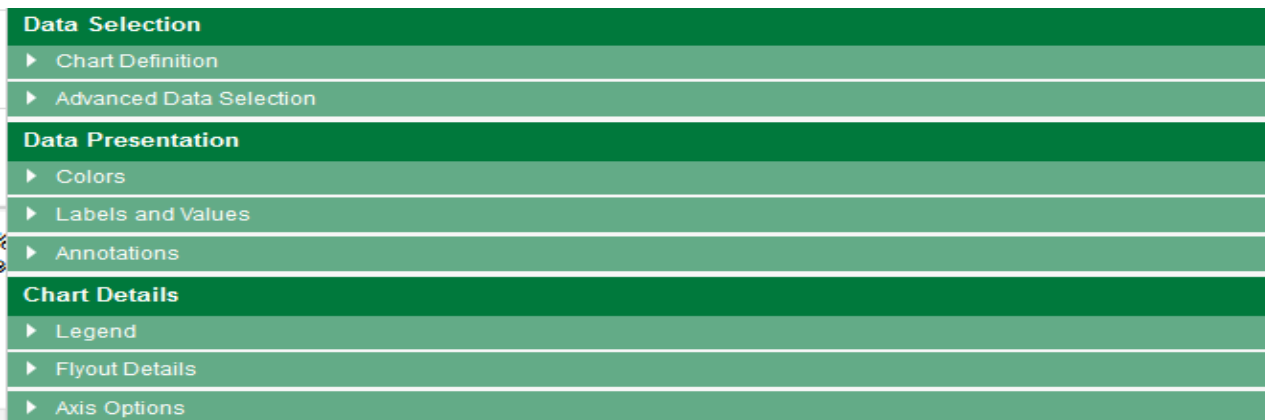 Data Selection
Chart Definition
Advanced Data Selection
Data Presentation
Colors
Labels and Values
Annotations
Chart Details
Legend
Flyout Details
Axis Options